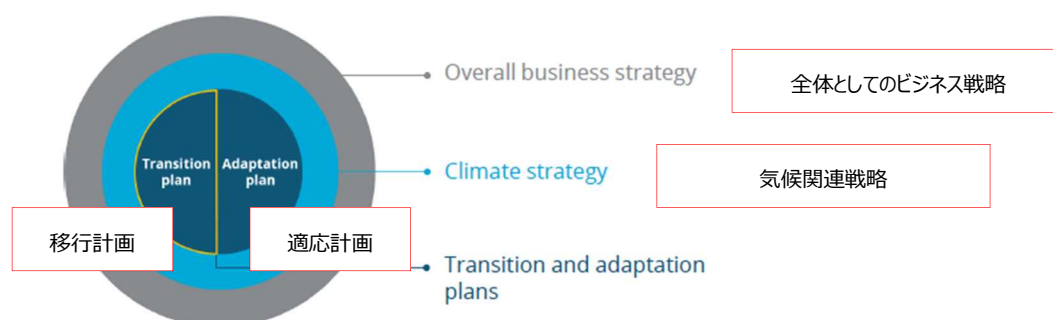 Overall business strategy
全体としてのビジネス戦略
Transition plan
Adaptation plan
Climate strategy
気候関連戦略
移行計画
適応計画
Transition and adaptation
plans